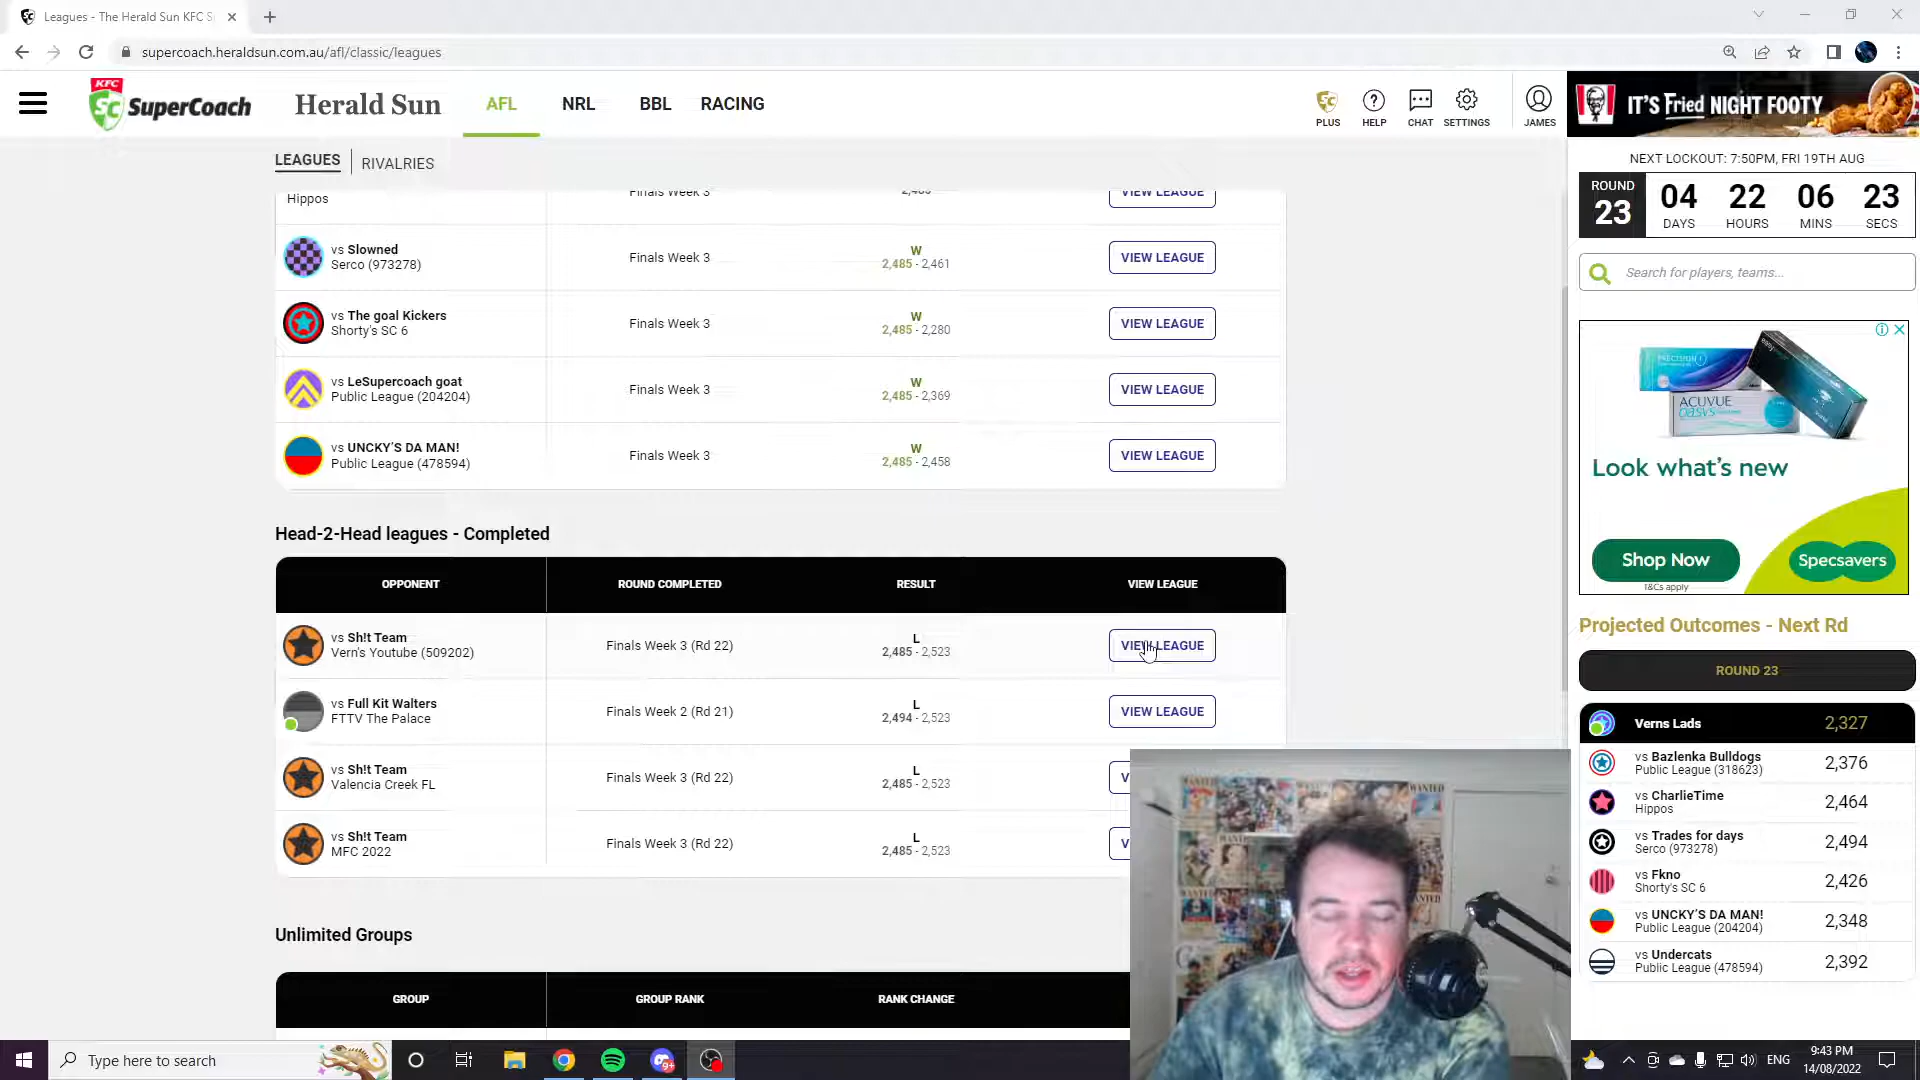 Leagues - The Herald Sun KFC S
supercoach.heraldsun.com.au/afl/classic/leagues
KFC
SC SuperCoach
Herald Sun
AFL
NRL
BBL
RACING
PLUS
HELP
CHAT
SETTINGS
JAMES
IT'S Fried NIGHT FOOTY
LEAGUES
RIVALRIES
NEXT LOCKOUT: 7:50PM, FRI 19TH AUG
ROUND
23
04
22
06
23
DAYS
HOURS
MINS
SECS
Search for players, teams...
Hippos
Finals Week 3
VIEW LEAGUE
vs Slowned
Serco (973278)
Finals Week 3
W
2,485 - 2,461
VIEW LEAGUE
vs The goal Kickers
Shorty's SC 6
Finals Week 3
W
2,485 - 2,280
VIEW LEAGUE
vs LeSupercoach goat
Public League (204204)
Finals Week 3
W
2,485 - 2,369
VIEW LEAGUE
vs UNCKY'S DA MAN!
Public League (478594)
Finals Week 3
W
2,485 - 2,458
VIEW LEAGUE
PRECISION 1
ACUVUE
OASYS
Look what's new
Shop Now
T&Cs apply
Specsavers
Head-2-Head leagues - Completed
OPPONENT
ROUND COMPLETED
RESULT
VIEW LEAGUE
vs Sh!t Team
Vern's Youtube (509202)
Finals Week 3 (Rd 22)
L
2,485 - 2,523
VIEW LEAGUE
vs Full Kit Walters
FTTV The Palace
Finals Week 2 (Rd 21)
L
2,494 - 2,523
VIEW LEAGUE
vs Sh!t Team
Valencia Creek FL
Finals Week 3 (Rd 22)
L
2,485 - 2,523
V
vs Sh!t Team
MFC 2022
Finals Week 3 (Rd 22)
L
2,485 - 2,523
V
Unlimited Groups
GROUP
GROUP RANK
RANK CHANGE
WANTED
WANTED
Projected Outcomes - Next Rd
ROUND 23
Verns Lads
2,327
vs Bazlenka Bulldogs
Public League (318623)
2,376
vs CharlieTime
Hippos
2,464
vs Trades for days
Serco (973278)
2,494
vs Fkno
Shorty's SC 6
2,426
vs UNCKY'S DA MAN!
Public League (204204)
2,348
vs Undercats
Public League (478594)
2,392
Type here to search
9+
ENG
9:43 PM
14/08/2022